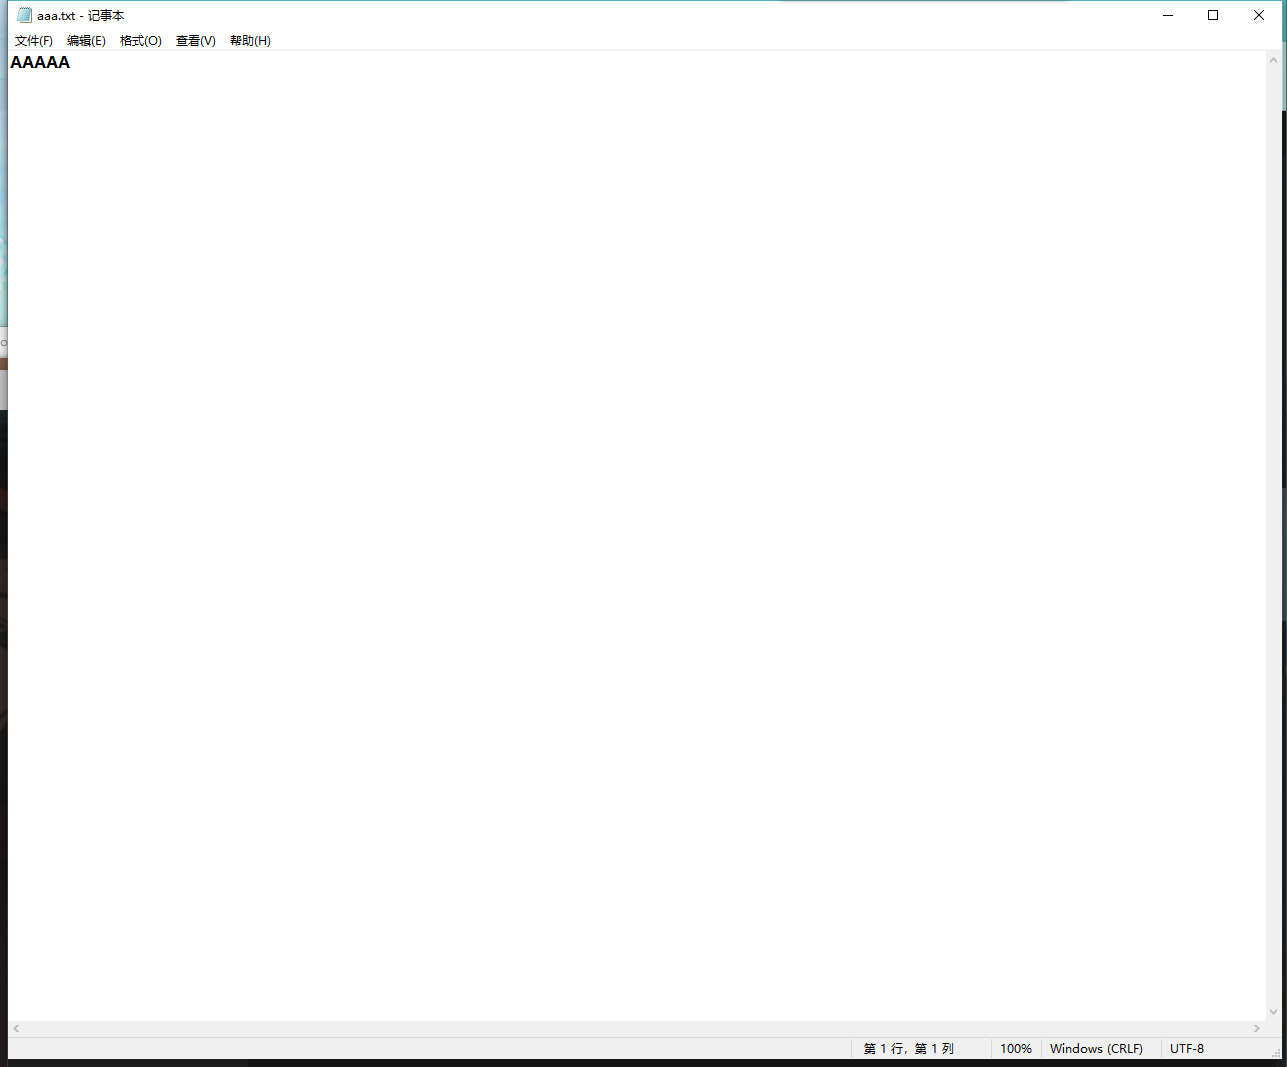 aaa.txt - 记事本
文件(F) 编辑(E) 格式(O) 查看(V) 帮助(H)
AAAAA
第 1 行，第 1 列 100% Windows (CRLF) UTF-8